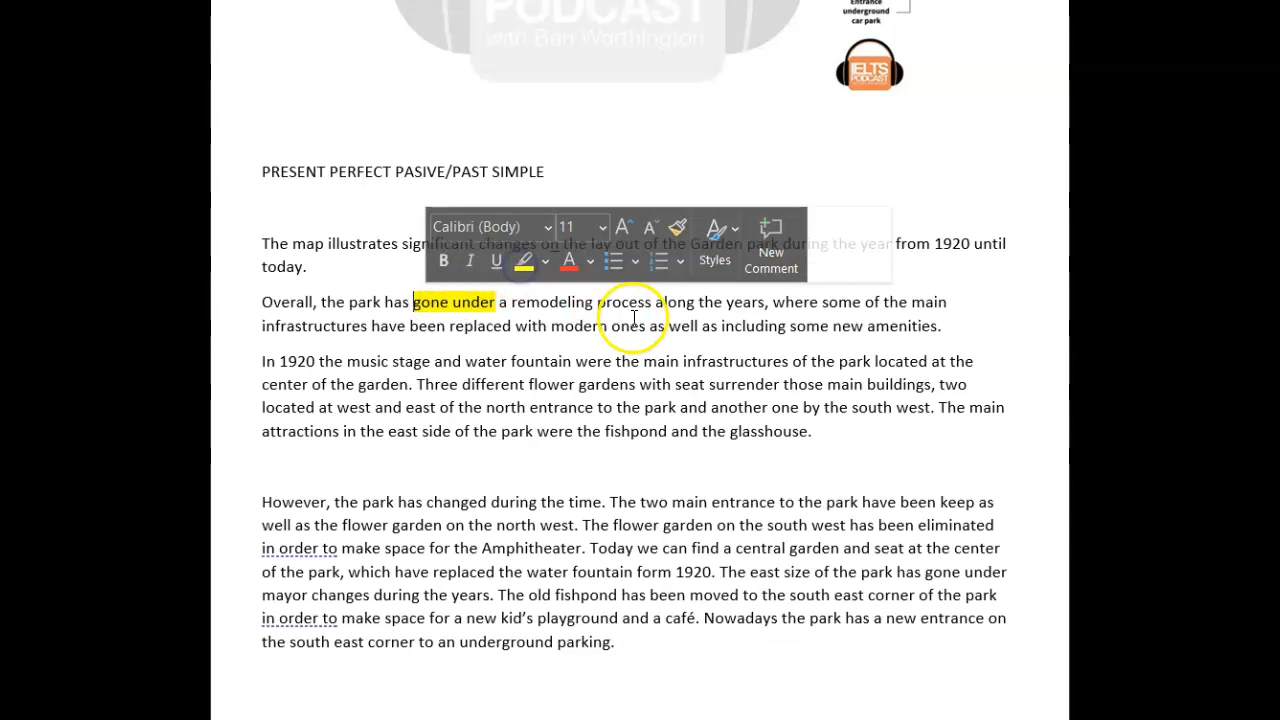 PODCAST
with Ben Worthington
Entrance
underground
car park
IELTS
PODCAST
PRESENT PERFECT PASIVE/PAST SIMPLE
Calibri (Body)
11
B I U
A
Styles
New
Comment
The map illustrates significant changes on the lay out of the Garden park during the year from 1920 until
today.
Overall, the park has gone under a remodeling process along the years, where some of the main
infrastructures have been replaced with modern ones as well as including some new amenities.
In 1920 the music stage and water fountain were the main infrastructures of the park located at the
center of the garden. Three different flower gardens with seat surrender those main buildings, two
located at west and east of the north entrance to the park and another one by the south west. The main
attractions in the east side of the park were the fishpond and the glasshouse.
However, the park has changed during the time. The two main entrance to the park have been keep as
well as the flower garden on the north west. The flower garden on the south west has been eliminated
in order to make space for the Amphitheater. Today we can find a central garden and seat at the center
of the park, which have replaced the water fountain form 1920. The east size of the park has gone under
mayor changes during the years. The old fishpond has been moved to the south east corner of the park
in order to make space for a new kid’s playground and a café. Nowadays the park has a new entrance on
the south east corner to an underground parking.